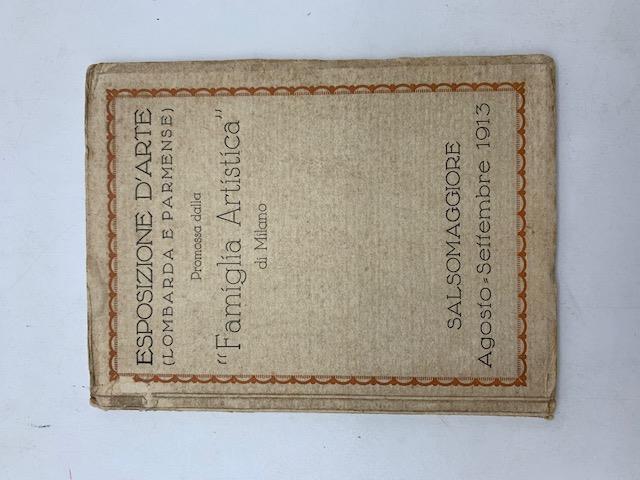 ESPOSIZIONE D'ARTE
(LOMBARDA E PARMENSE)
Promossa dalla
"Famiglia Artistica"
di Milano
SALSOMAGGIORE
Agosto=Settembre 1913